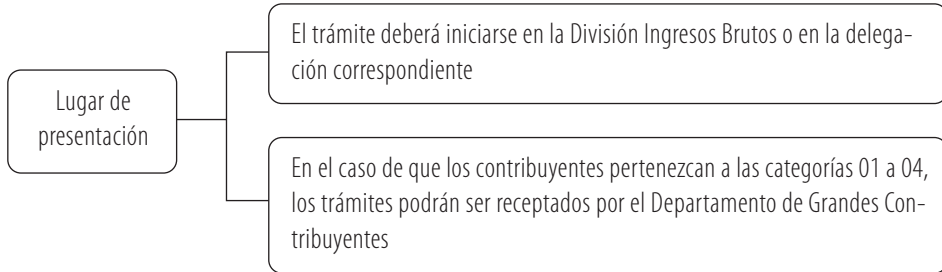 Lugar de
presentación
El trámite deberá iniciarse en la División Ingresos Brutos o en la delega-
ción correspondiente
En el caso de que los contribuyentes pertenezcan a las categorías 01 a 04,
los trámites podrán ser receptados por el Departamento de Grandes Con-
tribuyentes